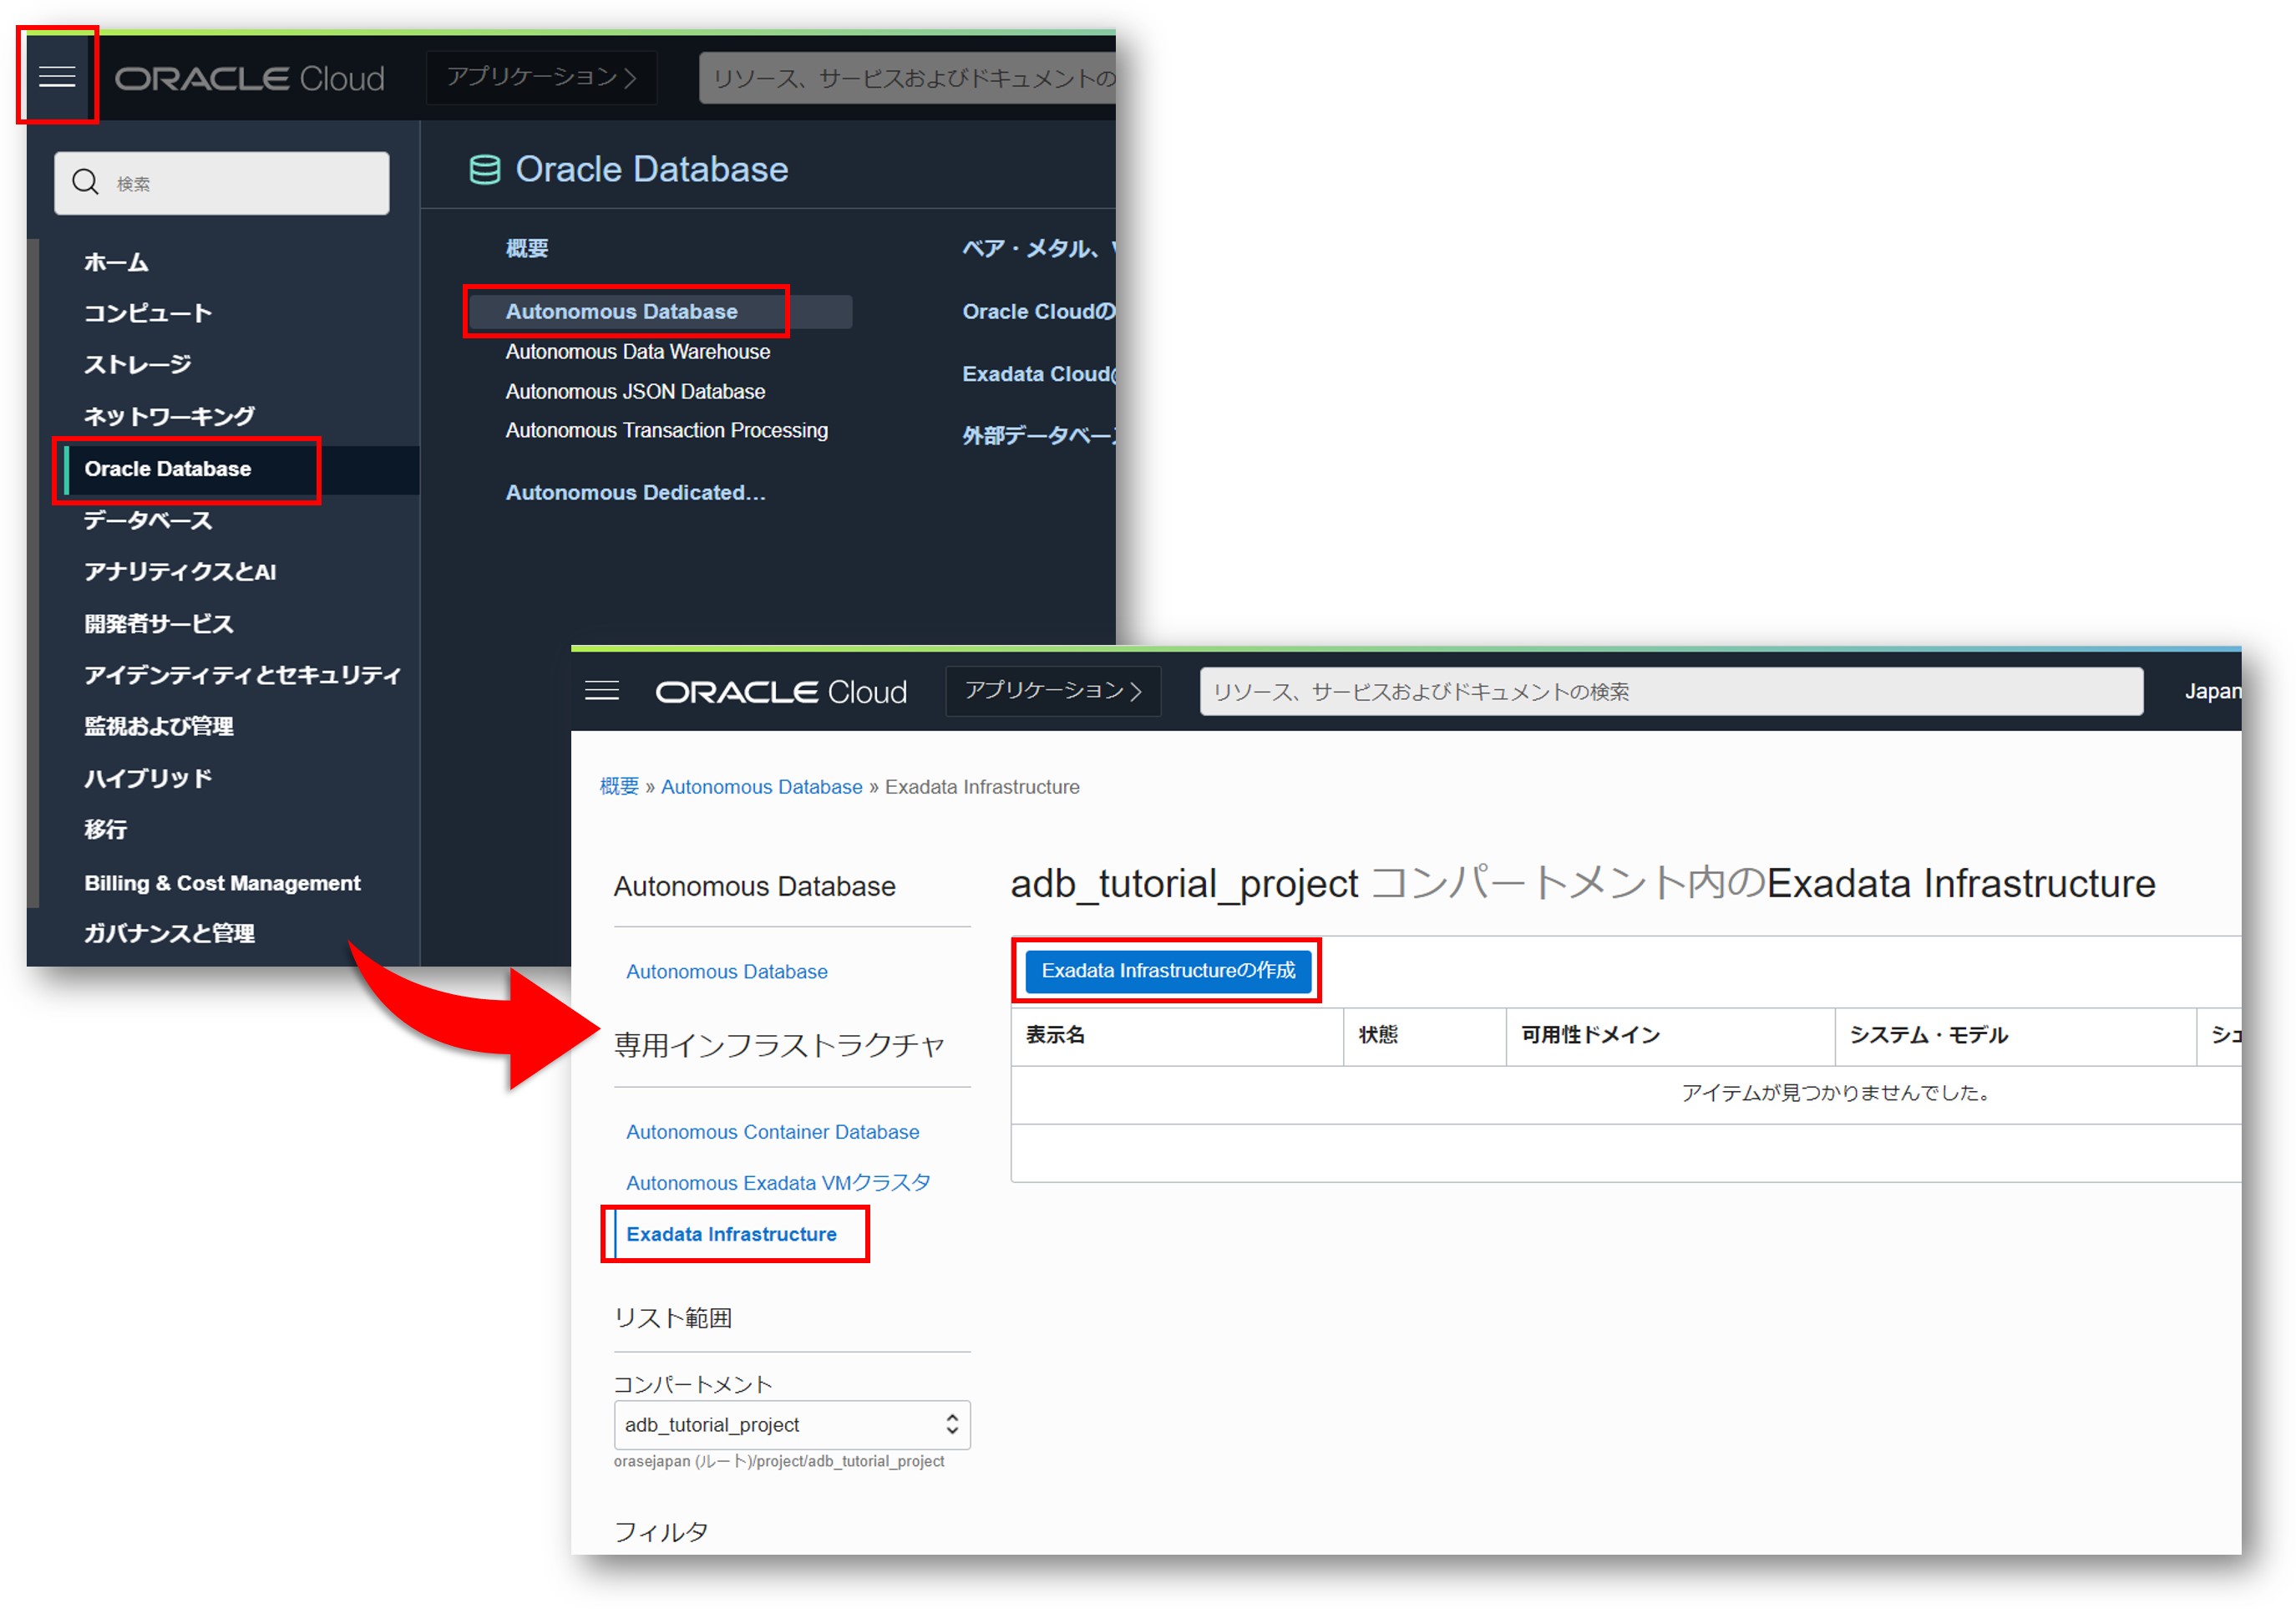 ORACLE Cloud
アプリケーション
リソース、サービスおよびドキュメントの
検索
ホーム
コンピュート
ストレージ
ネットワーキング
Oracle Database
データベース
アナリティクスとAI
開発者サービス
アイデンティティとセキュリティ
監視および管理
ハイブリッド
移行
Billing & Cost Management
ガバナンスと管理
Oracle Database
概要
Autonomous Database
Autonomous Data Warehouse
Autonomous JSON Database
Autonomous Transaction Processing
Autonomous Dedicated...
ベア・メタル、
Oracle Cloudの
Exadata Cloud@
外部データベース
ORACLE Cloud
アプリケーション
リソース、サービスおよびドキュメントの検索
Japan
概要 » Autonomous Database » Exadata Infrastructure
Autonomous Database
Autonomous Database
専用インフラストラクチャ
Autonomous Container Database
Autonomous Exadata VMクラスタ
Exadata Infrastructure
リスト範囲
コンパートメント
adb_tutorial_project
orasejapan (ルート)/project/adb_tutorial_project
フィルタ
adb_tutorial_project コンパートメント内のExadata Infrastructure
Exadata Infrastructureの作成
表示名 状態 可用性ドメイン システム・モデル シェ
アイテムが見つかりませんでした。